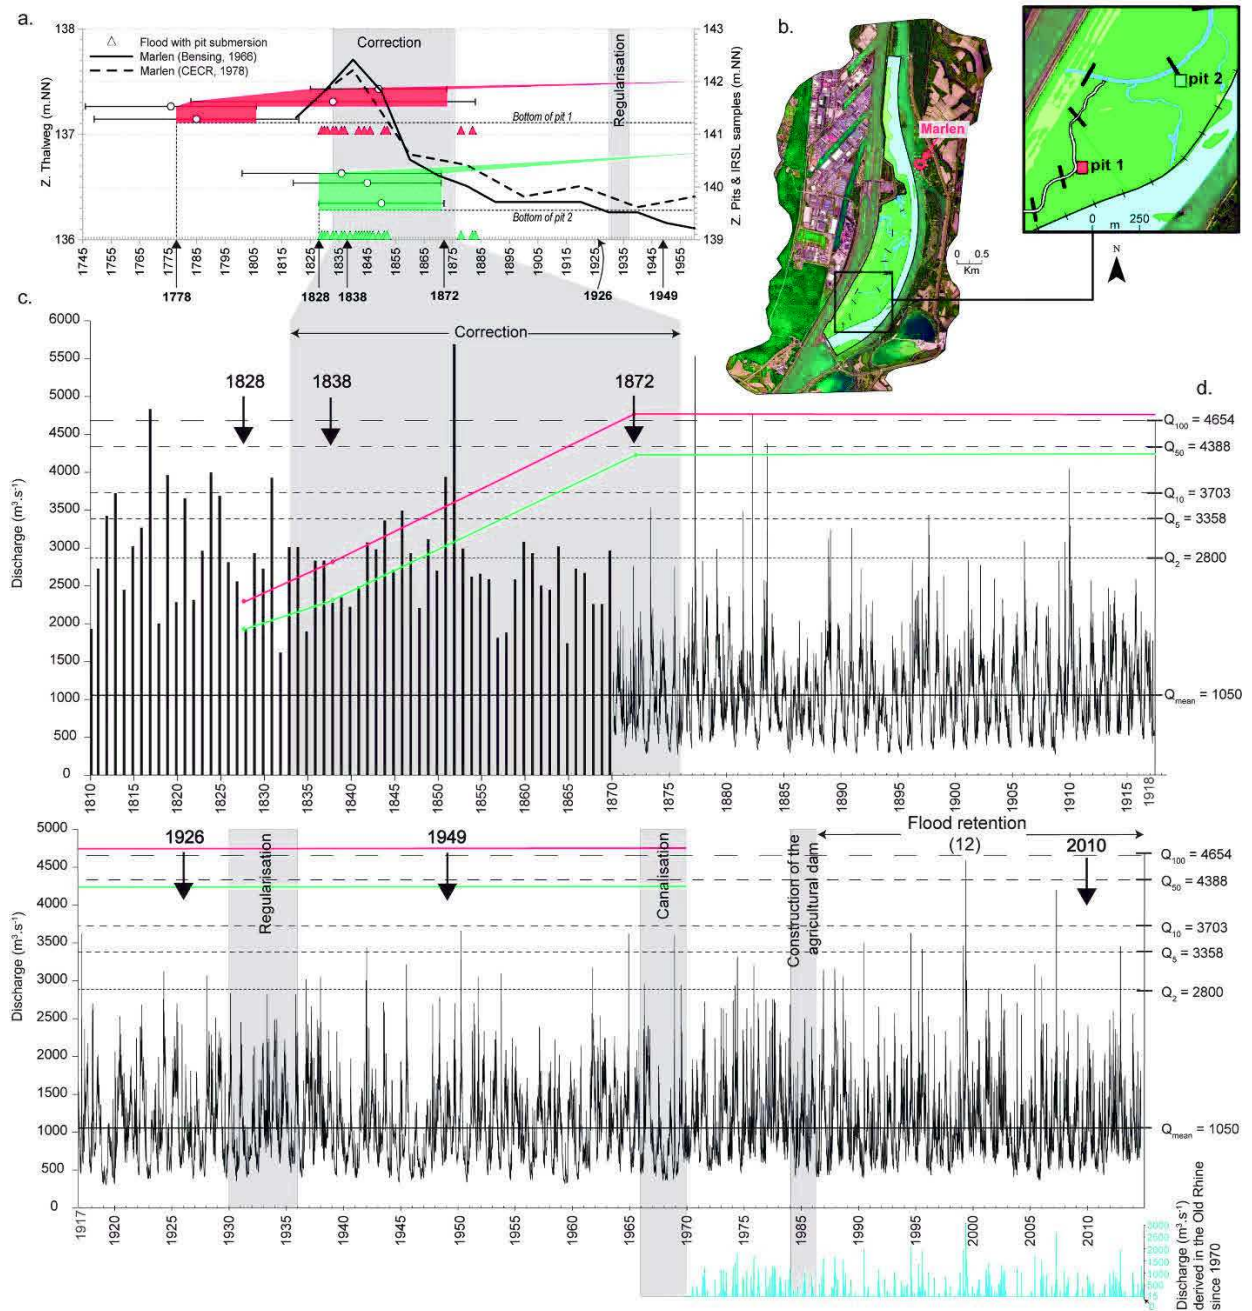 a.
138
137
136
Z. Thalweg (m.NN)
Flood with pit submersion
Marlen (Bensing, 1966)
Marlen (CECR, 1978)
Correction
Regularisation
Bottom of pit 1
Bottom of pit 2
143
142
141
140
139
Z. Pits & IRSL samples (m.NN)
1745 1755 1765 1775 1785 1795 1805 1815 1825 1835 1845 1855 1865 1875 1885 1895 1905 1915 1925 1935 1945 1955
1778 1828 1838 1872 1926 1949
b.
Marlen
0 0.5
Km
pit 2
pit 1
0 250
m
N
c.
6000
5500
5000
4500
4000
3500
3000
2500
2000
1500
1000
500
0
Discharge (m³.s⁻¹)
Correction
1828 1838 1872
d.
Q100 = 4654
Q50 = 4388
Q10 = 3703
Q5 = 3358
Q2 = 2800
Qmean = 1050
1810 1815 1820 1825 1830 1835 1840 1845 1850 1855 1860 1865 1870 1875 1880 1885 1890 1895 1900 1905 1910 1915 1918
5000
4500
4000
3500
3000
2500
2000
1500
1000
500
0
Discharge (m³.s⁻¹)
1926
Regularisation
1949
Canalisation
Construction of the
agricultural dam
Flood retention
(12)
2010
Q100 = 4654
Q50 = 4388
Q10 = 3703
Q5 = 3358
Q2 = 2800
Qmean = 1050
1917 1920 1925 1930 1935 1940 1945 1950 1955 1960 1965 1970 1975 1980 1985 1990 1995 2000 2005 2010
3000
2500
2000
1500
1000
500
15
0
Discharge (m³.s⁻¹)
derived in the Old Rhine
since 1970